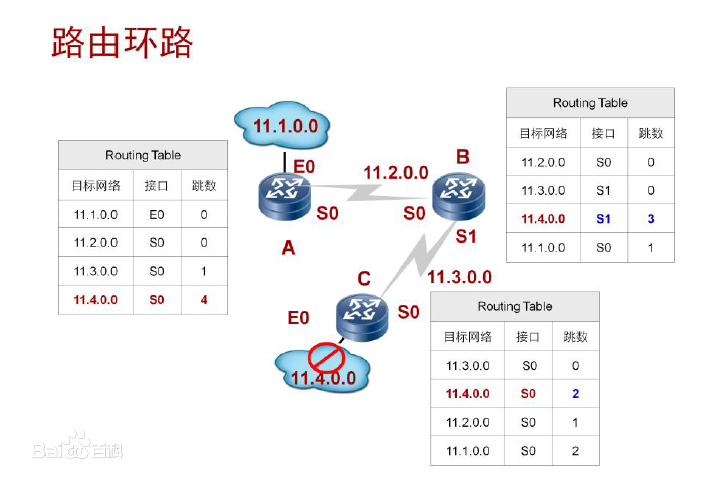 路由环路
11.1.0.0
E0
11.2.0.0
B
S0
S0
A
S1
C
11.3.0.0
E0
S0
11.4.0.0
Routing Table
目标网络 接口 跳数
11.1.0.0 E0 0
11.2.0.0 S0 0
11.3.0.0 S0 1
11.4.0.0 S0 4
Routing Table
目标网络 接口 跳数
11.2.0.0 S0 0
11.3.0.0 S1 0
11.4.0.0 S1 3
11.1.0.0 S0 1
Routing Table
目标网络 接口 跳数
11.3.0.0 S0 0
11.4.0.0 S0 2
11.2.0.0 S0 1
11.1.0.0 S0 2
Bai百科